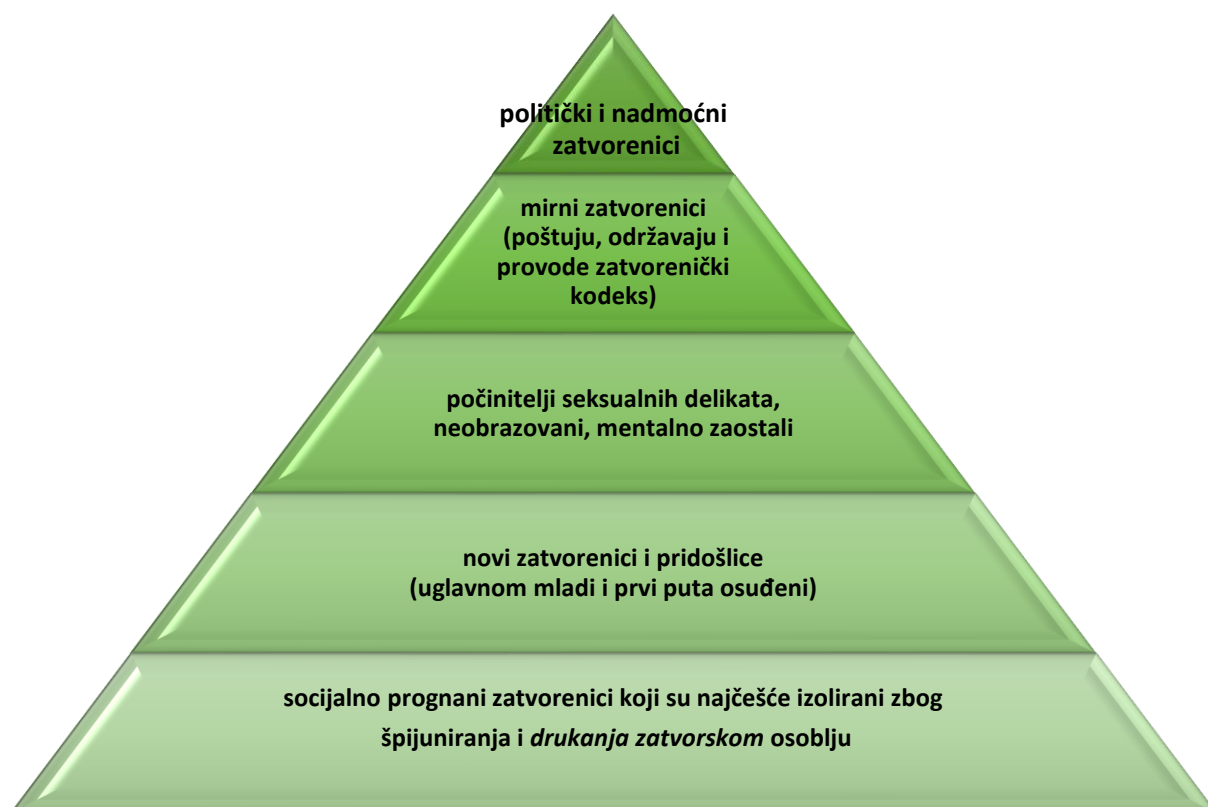 politički i nadmoćni
zatvorenici
mirni zatvorenici
(poštuju, održavaju i
provode zatvorenički
kodeks)
počinitelji seksualnih delikata,
neobrazovani, mentalno zaostali
novi zatvorenici i pridošlice
(uglavnom mladi i prvi puta osuđeni)
socijalno prognani zatvorenici koji su najčešće izolirani zbog
špijuniranja i drukanja zatvorskom osoblju